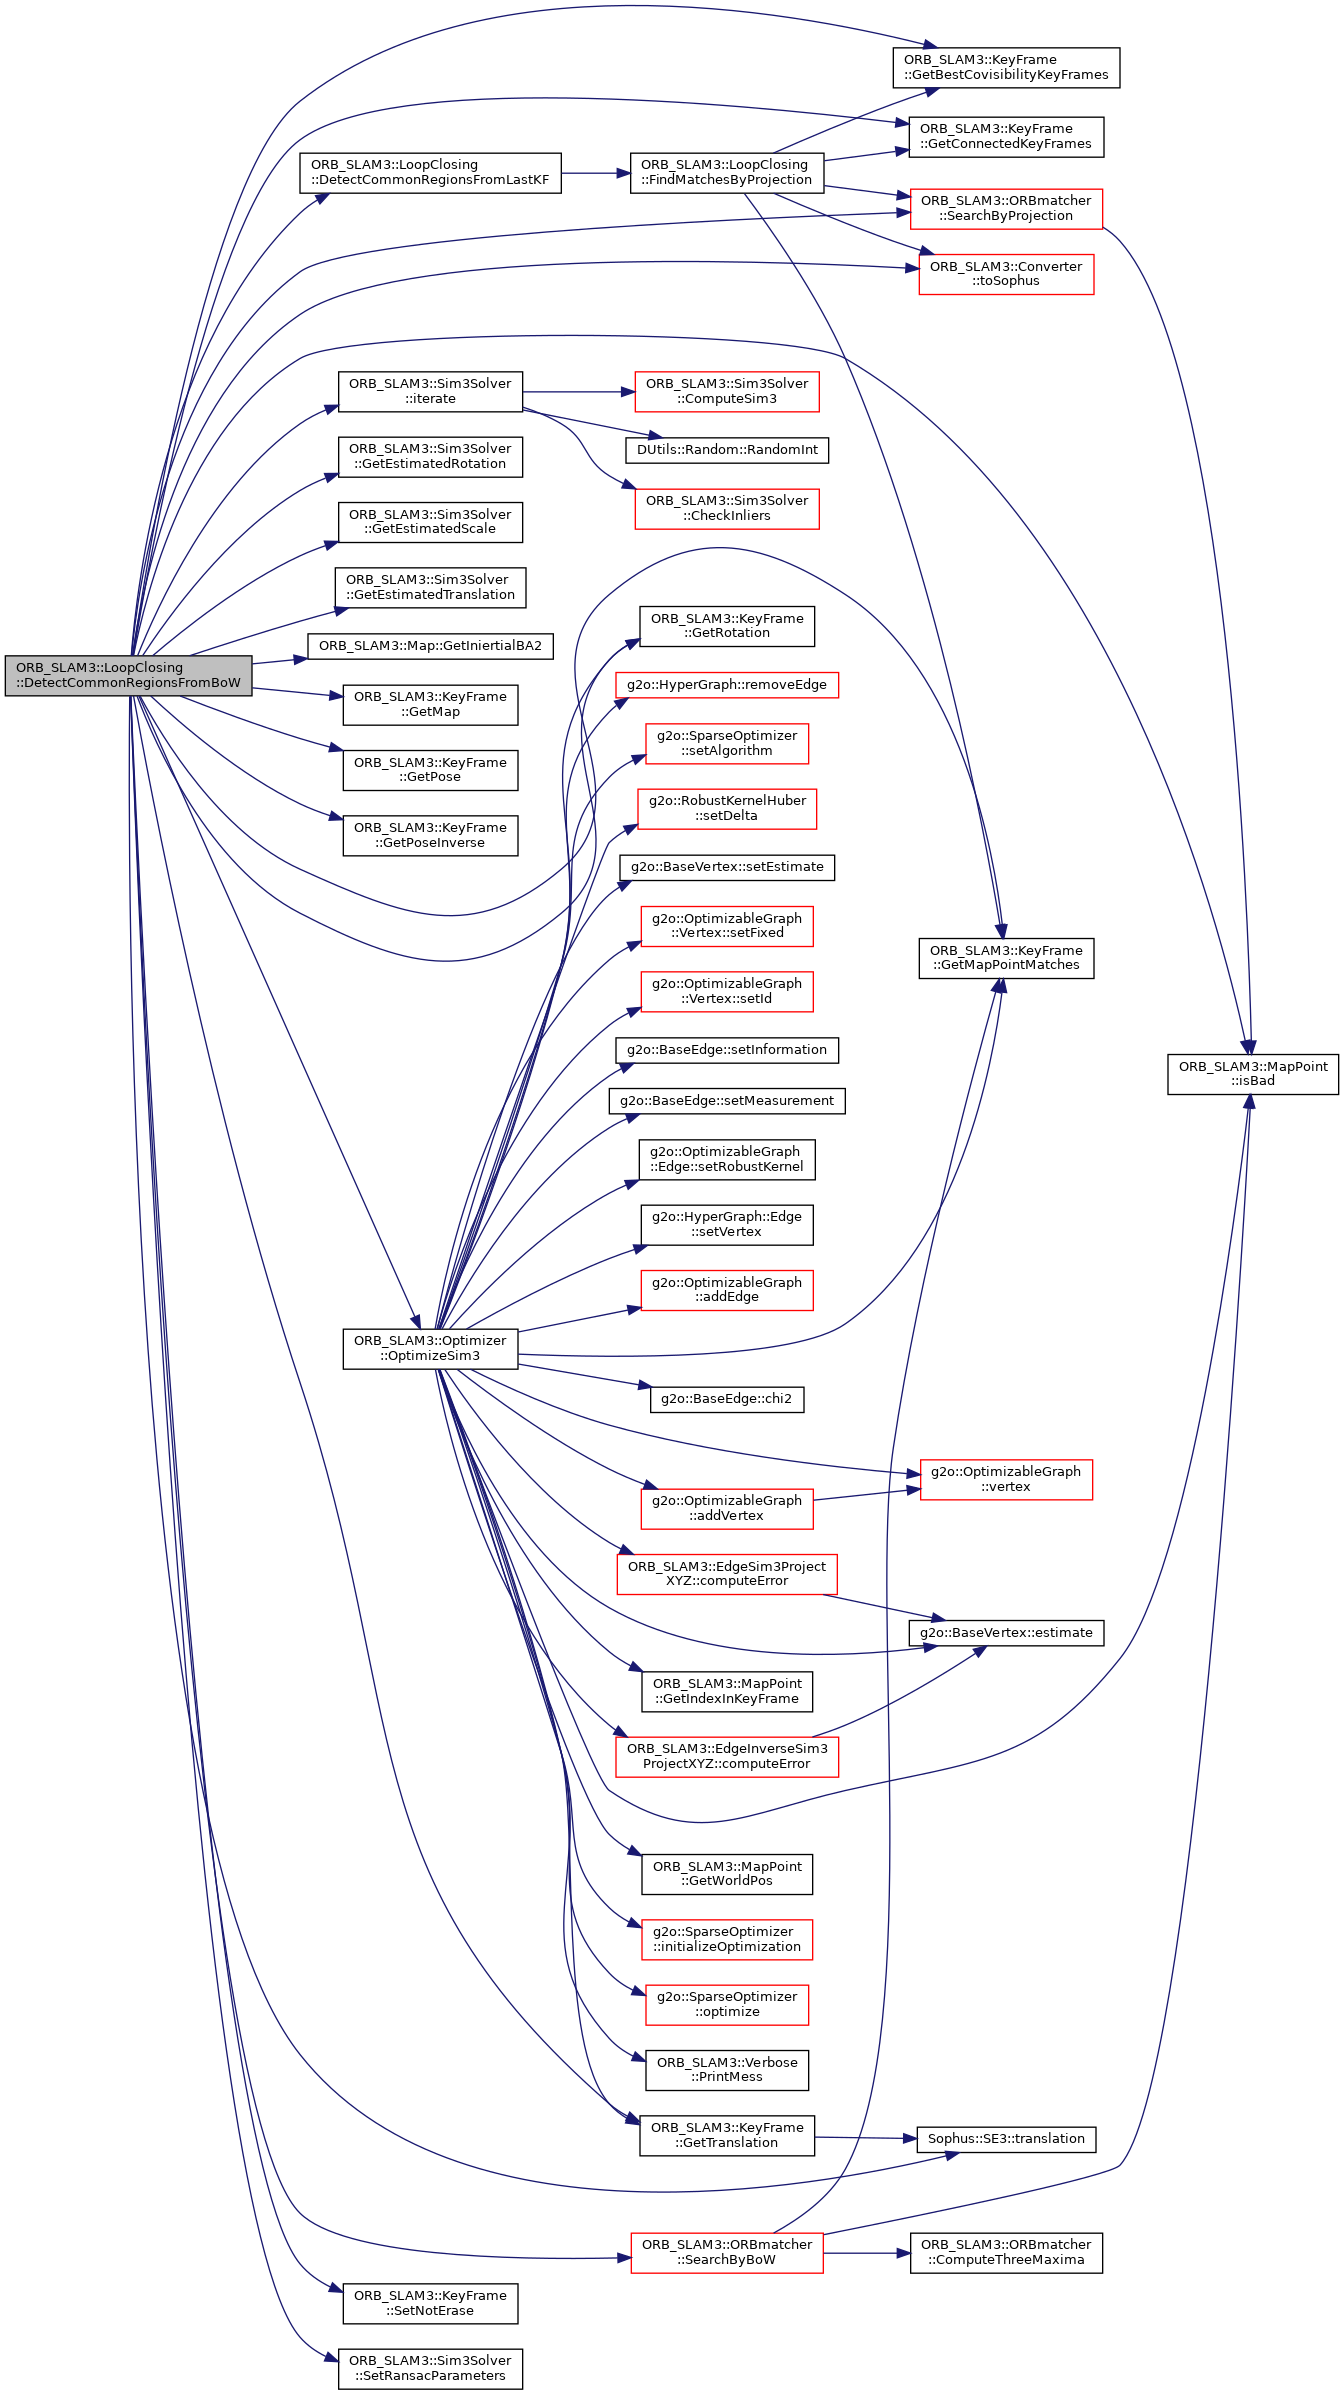 ORB_SLAM3::KeyFrame
::GetBestCovisibilityKeyFrames
ORB_SLAM3::KeyFrame
::GetConnectedKeyFrames
ORB_SLAM3::LoopClosing
::DetectCommonRegionsFromLastKF
ORB_SLAM3::LoopClosing
::FindMatchesByProjection
ORB_SLAM3::ORBmatcher
::SearchByProjection
ORB_SLAM3::Converter
::toSophus
ORB_SLAM3::Sim3Solver
::iterate
ORB_SLAM3::Sim3Solver
::ComputeSim3
DUtils::Random::RandomInt
ORB_SLAM3::Sim3Solver
::GetEstimatedRotation
ORB_SLAM3::Sim3Solver
::CheckInliers
ORB_SLAM3::Sim3Solver
::GetEstimatedScale
ORB_SLAM3::Sim3Solver
::GetEstimatedTranslation
ORB_SLAM3::KeyFrame
::GetRotation
ORB_SLAM3::Map::GetIniertialBA2
ORB_SLAM3::LoopClosing
::DetectCommonRegionsFromBoW
g2o::HyperGraph::removeEdge
ORB_SLAM3::KeyFrame
::GetMap
g2o::SparseOptimizer
::setAlgorithm
ORB_SLAM3::KeyFrame
::GetPose
g2o::RobustKernelHuber
::setDelta
ORB_SLAM3::KeyFrame
::GetPoseInverse
g2o::BaseVertex::setEstimate
g2o::OptimizableGraph
::Vertex::setFixed
ORB_SLAM3::KeyFrame
::GetMapPointMatches
g2o::OptimizableGraph
::Vertex::setId
g2o::BaseEdge::setInformation
ORB_SLAM3::MapPoint
::isBad
g2o::BaseEdge::setMeasurement
g2o::OptimizableGraph
::Edge::setRobustKernel
g2o::HyperGraph::Edge
::setVertex
g2o::OptimizableGraph
::addEdge
ORB_SLAM3::Optimizer
::OptimizeSim3
g2o::BaseEdge::chi2
g2o::OptimizableGraph
::vertex
g2o::OptimizableGraph
::addVertex
ORB_SLAM3::EdgeSim3Project
XYZ::computeError
g2o::BaseVertex::estimate
ORB_SLAM3::MapPoint
::GetIndexInKeyFrame
ORB_SLAM3::EdgeInverseSim3
ProjectXYZ::computeError
ORB_SLAM3::MapPoint
::GetWorldPos
g2o::SparseOptimizer
::initializeOptimization
g2o::SparseOptimizer
::optimize
ORB_SLAM3::Verbose
::PrintMess
ORB_SLAM3::KeyFrame
::GetTranslation
Sophus::SE3::translation
ORB_SLAM3::ORBmatcher
::SearchByBoW
ORB_SLAM3::ORBmatcher
::ComputeThreeMaxima
ORB_SLAM3::KeyFrame
::SetNotErase
ORB_SLAM3::Sim3Solver
::SetRansacParameters